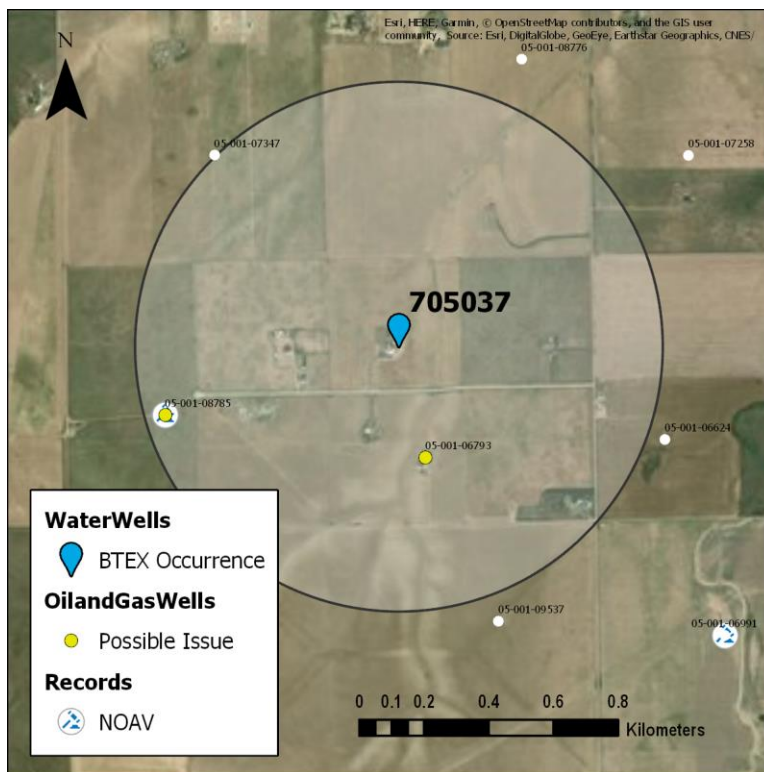 Esri, HERE, Garmin, © OpenStreetMap contributors, and the GIS user
community, Source: Esri, DigitalGlobe, GeoEye, Earthstar Geographics, CNES/
N
05-001-08776
05-001-07347
05-001-07258
705037
05-001-08785
05-001-06793
05-001-06624
WaterWells
BTEX Occurrence
OilandGasWells
Possible Issue
Records
NOAV
05-001-09537
05-001-06991
0 0.1 0.2 0.4 0.6 0.8
Kilometers